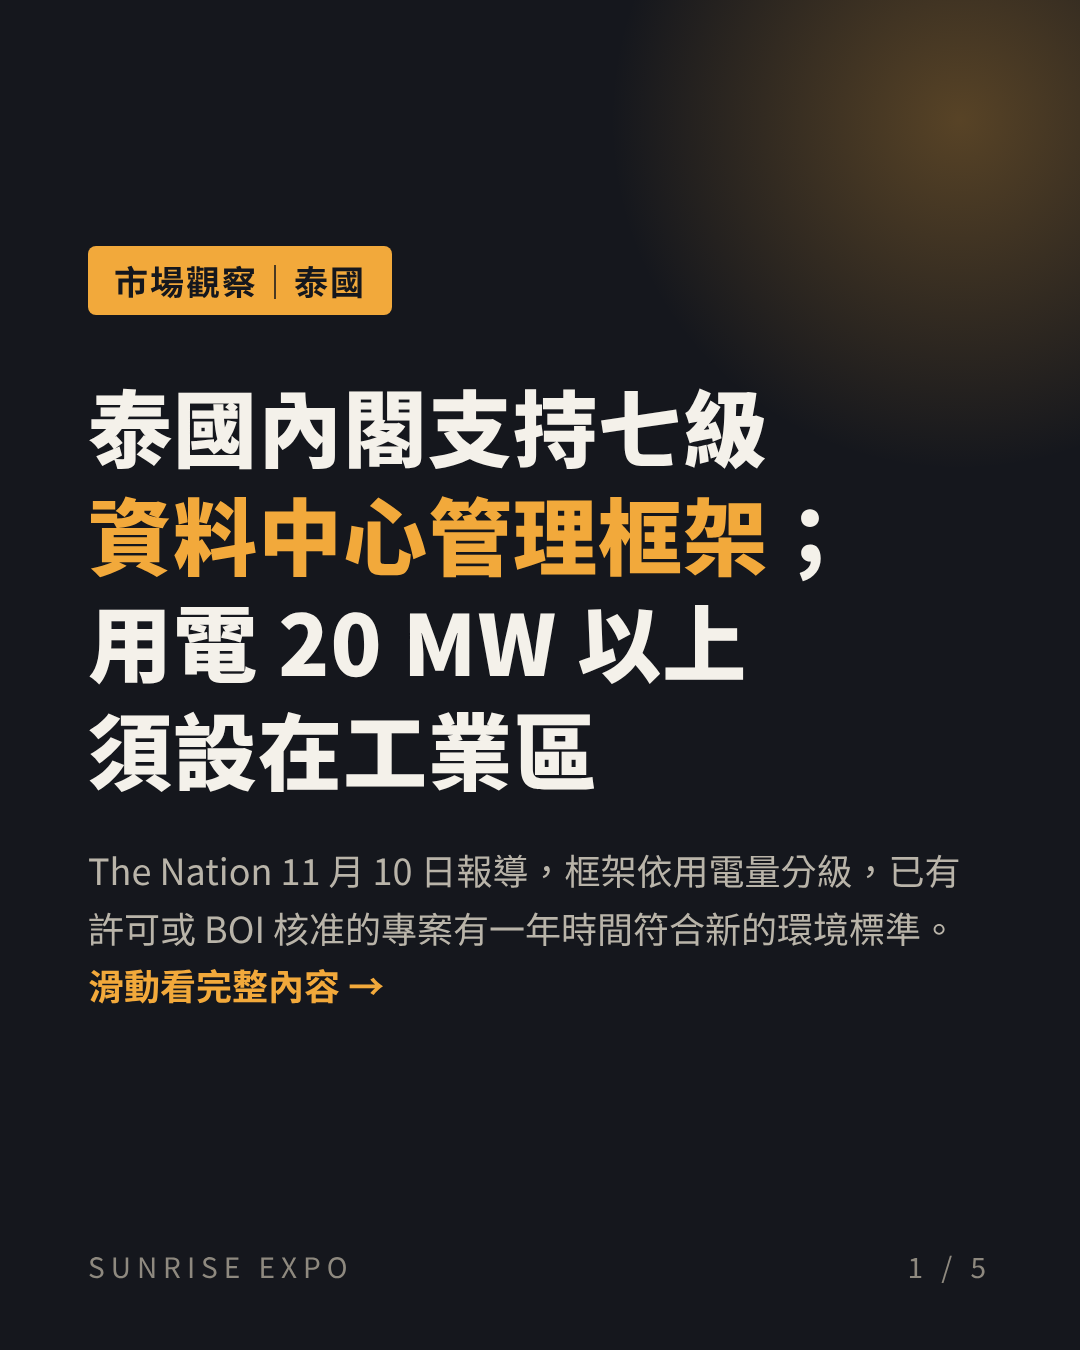 市場觀察｜泰國
泰國內閣支持七級
資料中心管理框架；
用電 20 MW 以上
須設在工業區
The Nation 11 月 10 日報導，框架依用電量分級，已有
許可或 BOI 核准的專案有一年時間符合新的環境標準。
滑動看完整內容 →
SUNRISE EXPO
1 / 5